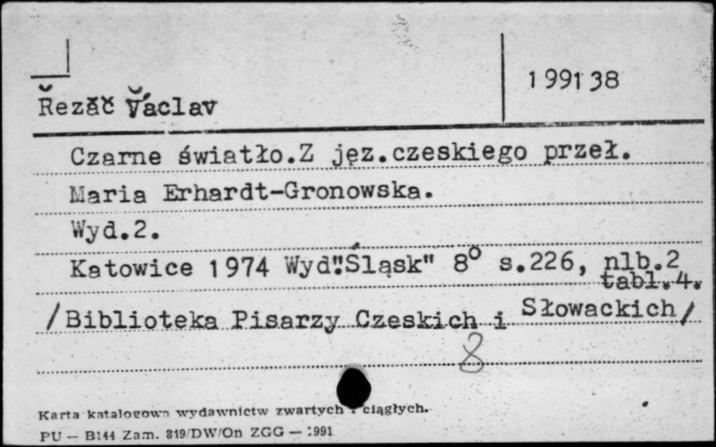 199138
Řezáč Václav
Czarne światło.Z jęz.czeskiego przeł.
Maria Erhardt-Gronowska.
Wyd.2.
Katowice 1974 Wyd."Śląsk" 8° s.226, nlb.2
tabl.4.
/Biblioteka Pisarzy Czeskich i Słowackich/
8
Karta katalogowa wydawnictw zwartych i ciągłych.
PU — B144 Zam. 819/DW/On ZGG — 1991